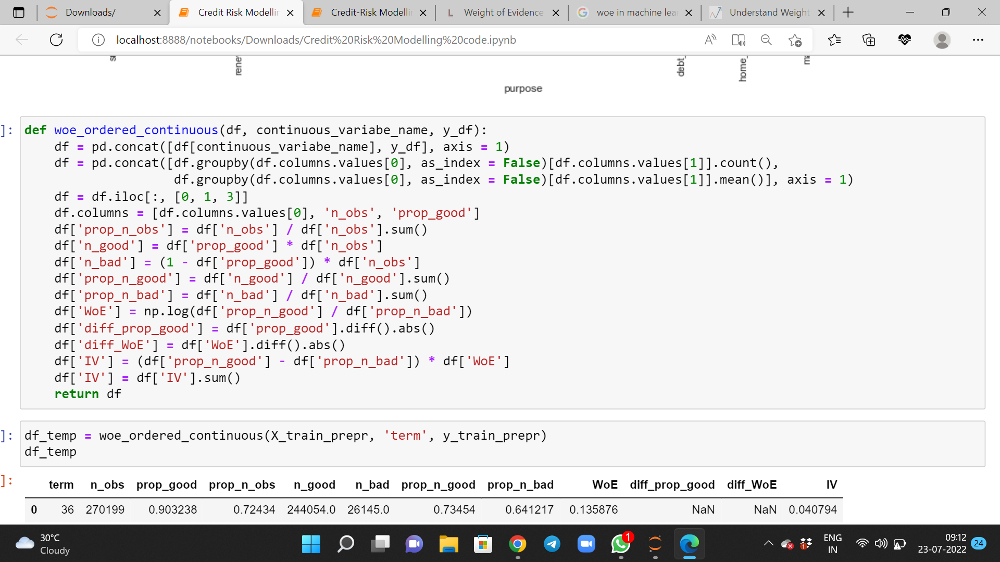 Downloads/
Credit Risk Modellin
Credit-Risk Modellin
Weight of Evidence
woe in machine lea
Understand Weight
localhost:8888/notebooks/Downloads/Credit%20Risk%20Modelling%20code.ipynb
rene
debt_
home_
purpose
]:
def woe_ordered_continuous(df, continuous_variabe_name, y_df):
    df = pd.concat([df[continuous_variabe_name], y_df], axis = 1)
    df = pd.concat([df.groupby(df.columns.values[0], as_index = False)[df.columns.values[1]].count(),
                    df.groupby(df.columns.values[0], as_index = False)[df.columns.values[1]].mean()], axis = 1)
    df = df.iloc[:, [0, 1, 3]]
    df.columns = [df.columns.values[0], 'n_obs', 'prop_good']
    df['prop_n_obs'] = df['n_obs'] / df['n_obs'].sum()
    df['n_good'] = df['prop_good'] * df['n_obs']
    df['n_bad'] = (1 - df['prop_good']) * df['n_obs']
    df['prop_n_good'] = df['n_good'] / df['n_good'].sum()
    df['prop_n_bad'] = df['n_bad'] / df['n_bad'].sum()
    df['WoE'] = np.log(df['prop_n_good'] / df['prop_n_bad'])
    df['diff_prop_good'] = df['prop_good'].diff().abs()
    df['diff_WoE'] = df['WoE'].diff().abs()
    df['IV'] = (df['prop_n_good'] - df['prop_n_bad']) * df['WoE']
    df['IV'] = df['IV'].sum()
    return df
]:
df_temp = woe_ordered_continuous(X_train_prepr, 'term', y_train_prepr)
df_temp
]:
term n_obs prop_good prop_n_obs n_good n_bad prop_n_good prop_n_bad WoE diff_prop_good diff_WoE IV
0 36 270199 0.903238 0.72434 244054.0 26145.0 0.73454 0.641217 0.135876 NaN NaN 0.040794
30°C
Cloudy
1
1
ENG
IN
09:12
23-07-2022
24